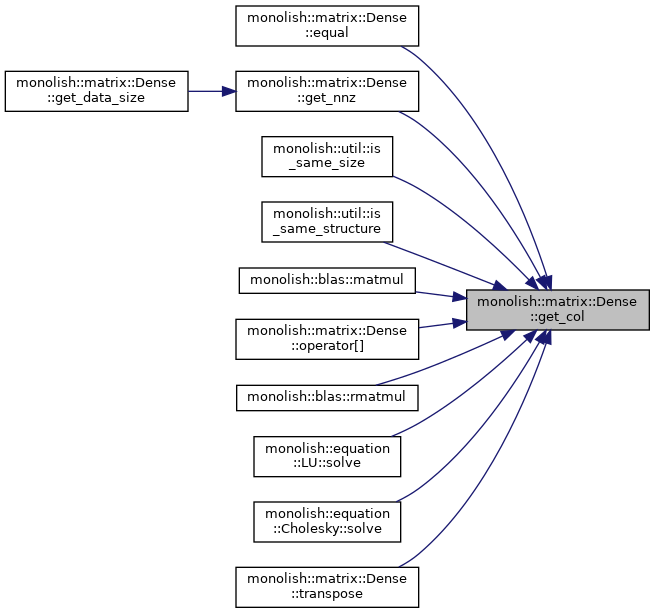 monolish::matrix::Dense
::equal
monolish::matrix::Dense
::get_data_size
monolish::matrix::Dense
::get_nnz
monolish::util::is
_same_size
monolish::util::is
_same_structure
monolish::blas::matmul
monolish::matrix::Dense
::get_col
monolish::matrix::Dense
::operator[]
monolish::blas::rmatmul
monolish::equation
::LU::solve
monolish::equation
::Cholesky::solve
monolish::matrix::Dense
::transpose